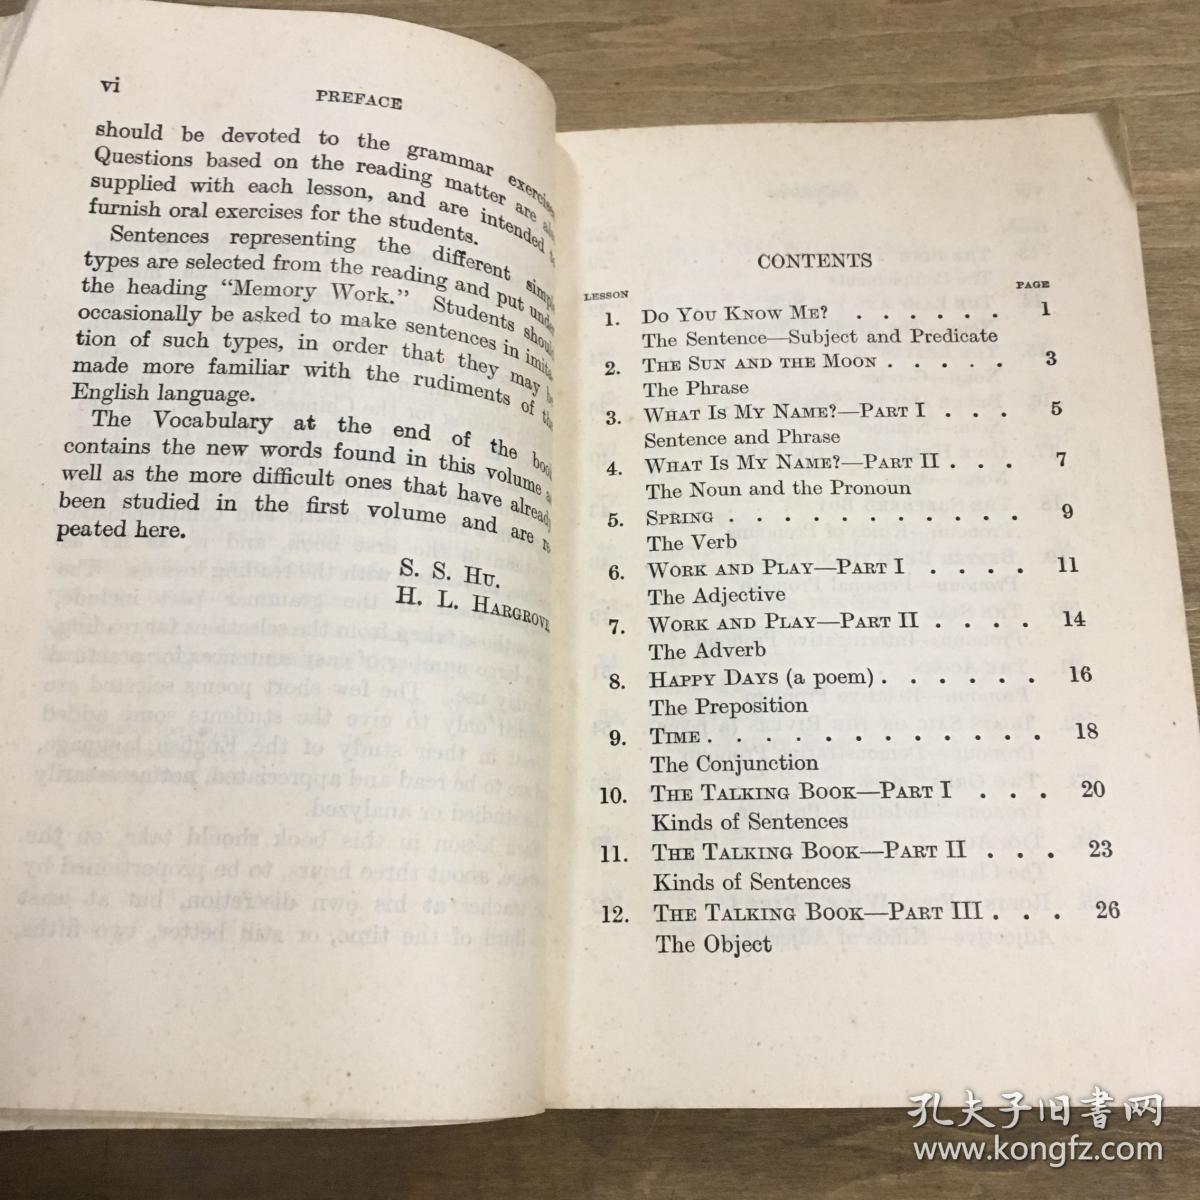 vi
PREFACE
should be devoted to the grammar
Questions based on the reading matter are
supplied with each lesson, and are intended
furnish oral exercises for the students.
Sentences representing the different
types are selected from the reading and put
the heading “Memory Work.” Students
occasionally be asked to make sentences in
tion of such types, in order that they may
made more familiar with the rudiments of
English language.
The Vocabulary at the end of the
contains the new words found in this volume
well as the more difficult ones that have
been studied in the first volume and are
peated here.
S. S. HU.
H. L. HARGROVE
CONTENTS
LESSON PAGE
1. DO YOU KNOW ME? . . . . . . 1
The Sentence—Subject and Predicate
2. THE SUN AND THE MOON . . . . . 3
The Phrase
3. WHAT IS MY NAME?—PART I . . . 5
Sentence and Phrase
4. WHAT IS MY NAME?—PART II . . . 7
The Noun and the Pronoun
5. SPRING . . . . . . . . . . . 9
The Verb
6. WORK AND PLAY—PART I . . . . 11
The Adjective
7. WORK AND PLAY—PART II . . . . 14
The Adverb
8. HAPPY DAYS (a poem) . . . . . . 16
The Preposition
9. TIME . . . . . . . . . . . . 18
The Conjunction
10. THE TALKING BOOK—PART I . . . 20
Kinds of Sentences
11. THE TALKING BOOK—PART II . . . 23
Kinds of Sentences
12. THE TALKING BOOK—PART III . . . 26
The Object
孔夫子旧书网
www.kongfz.com